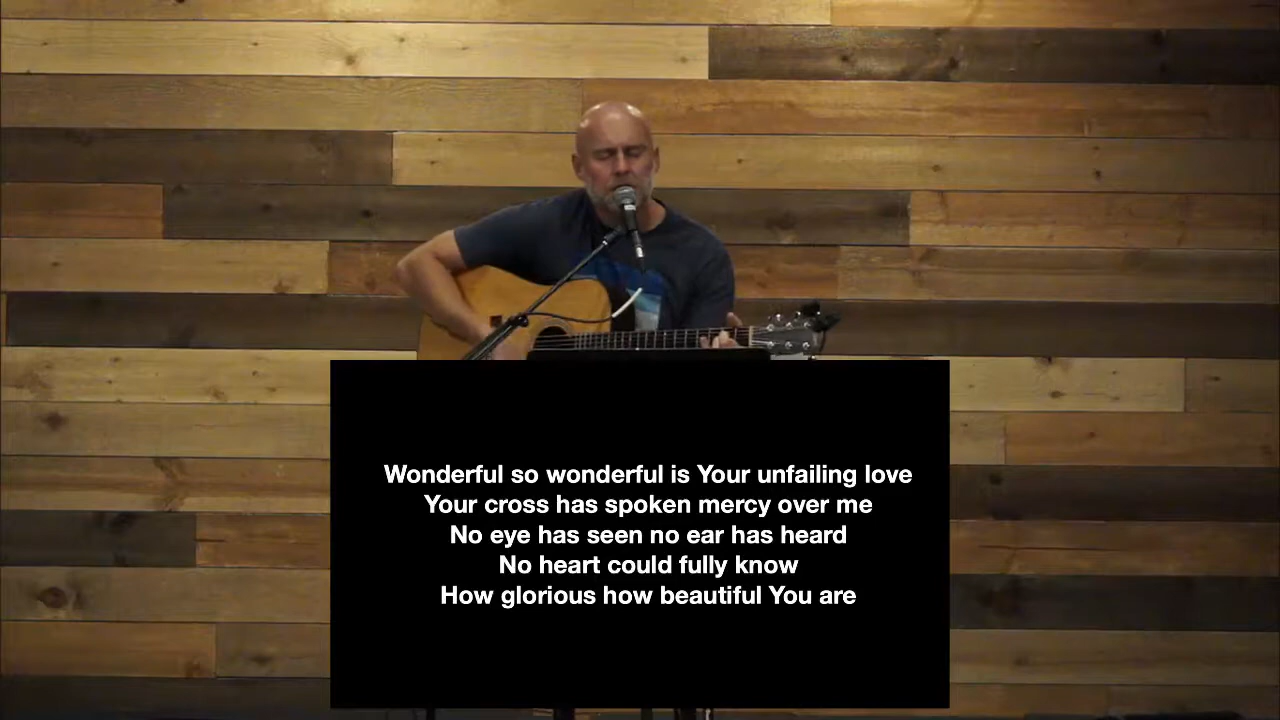 Wonderful so wonderful is Your unfailing love
Your cross has spoken mercy over me
No eye has seen no ear has heard
No heart could fully know
How glorious how beautiful You are